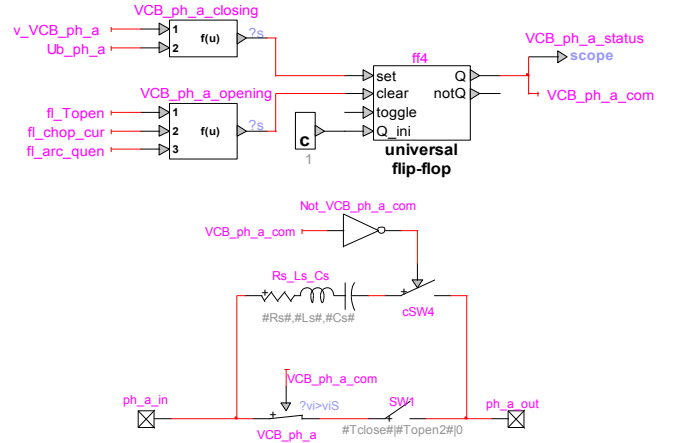 VCB_ph_a_closing
v_VCB_ph_a
Ub_ph_a
1
2
f(u)
?s
VCB_ph_a_opening
fl_Topen
fl_chop_cur
fl_arc_quen
1
2
3
f(u)
?s
c
1
ff4
set
clear
toggle
Q_ini
Q
notQ
universal
flip-flop
VCB_ph_a_status
scope
VCB_ph_a_com
Not_VCB_ph_a_com
VCB_ph_a_com
Rs_Ls_Cs
+
#Rs#,#Ls#,#Cs#
+
cSW4
VCB_ph_a_com
ph_a_in
+
?vi>viS
VCB_ph_a
SW1
+
#Tclose#|#Topen2#|0
ph_a_out